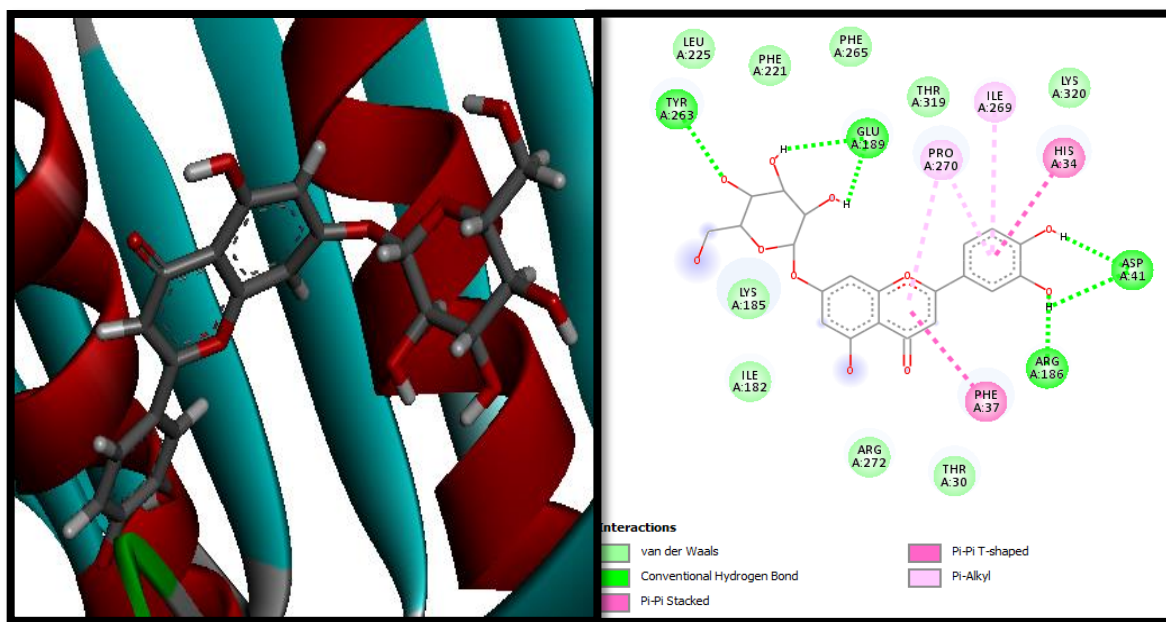 LEU
A:225
PHE
A:221
PHE
A:265
TYR
A:263
GLU
A:189
THR
A:319
ILE
A:269
LYS
A:320
PRO
A:270
HIS
A:34
H
O
O
O
H
O
O
O
LYS
A:185
O
O
H
O
H
ASP
A:41
ILE
A:182
O
O
PHE
A:37
ARG
A:186
ARG
A:272
THR
A:30
Interactions
van der Waals
Pi-Pi T-shaped
Conventional Hydrogen Bond
Pi-Alkyl
Pi-Pi Stacked